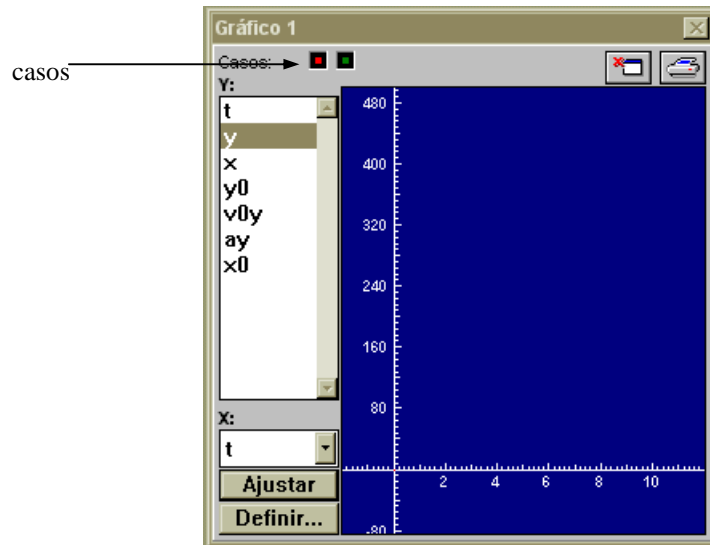 Gráfico 1
casos
Casos:
Y:
t
y
x
y0
v0y
ay
x0
X:
t
Ajustar
Definir...
480
400
320
240
160
80
-80
2 4 6 8 10